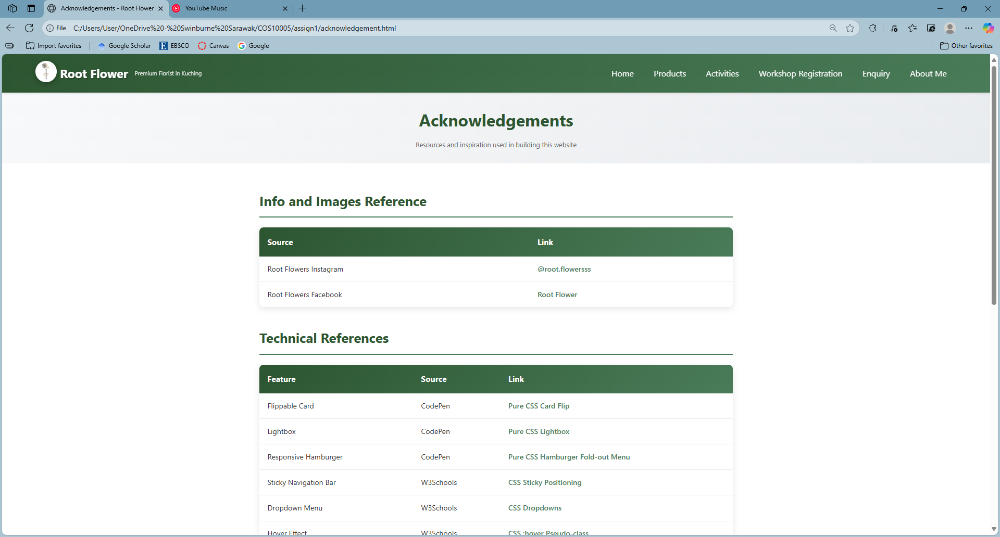 Acknowledgements - Root Flower
YouTube Music
File C:/Users/User/OneDrive%20-%20Swinburne%20Sarawak/COS10005/assign1/acknowledgement.html
Import favorites Google Scholar EBSCO Canvas Google Other favorites
Root Flower Premium Florist in Kuching Home Products Activities Workshop Registration Enquiry About Me
Acknowledgements
Resources and inspiration used in building this website
Info and Images Reference
Source Link
Root Flowers Instagram @root.flowersss
Root Flowers Facebook Root Flower
Technical References
Feature Source Link
Flippable Card CodePen Pure CSS Card Flip
Lightbox CodePen Pure CSS Lightbox
Responsive Hamburger CodePen Pure CSS Hamburger Fold-out Menu
Sticky Navigation Bar W3Schools CSS Sticky Positioning
Dropdown Menu W3Schools CSS Dropdowns
Hover Effect W3Schools CSS :hover Pseudo-class